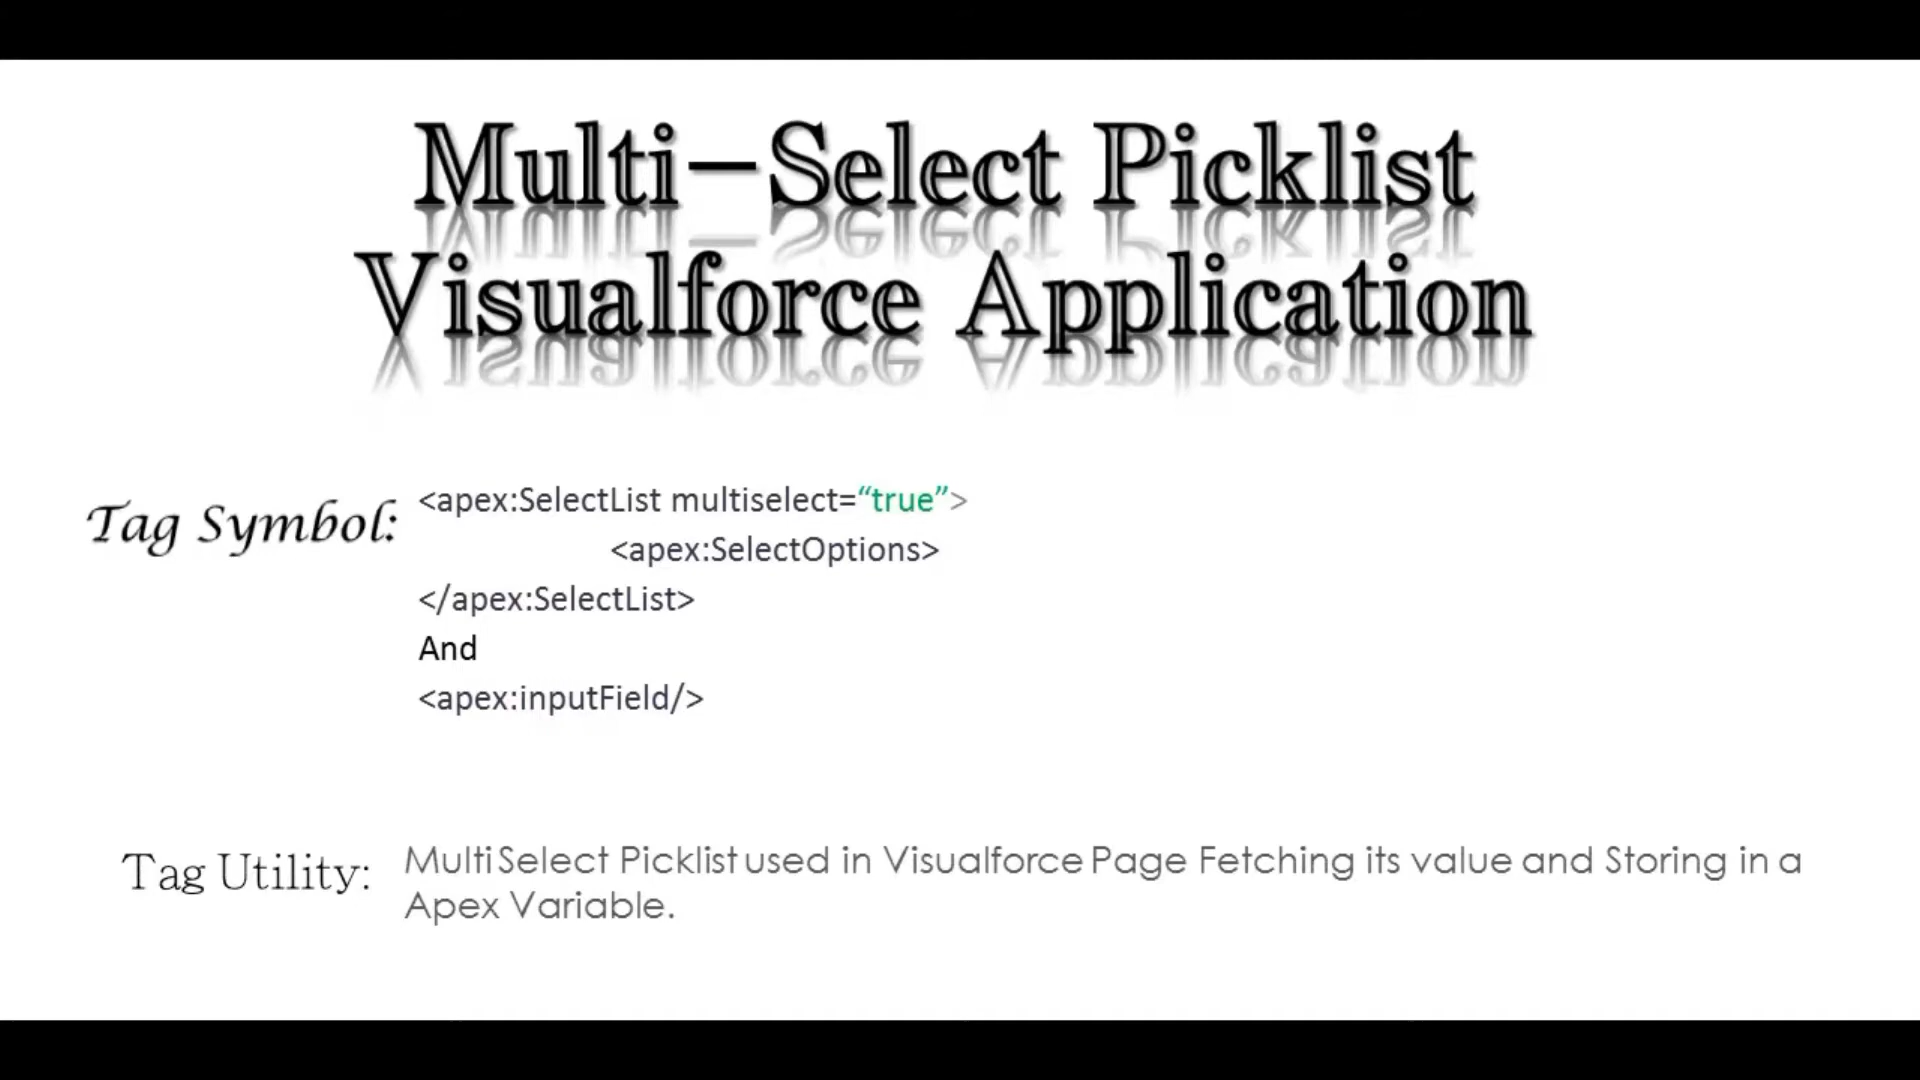 Multi-Select Picklist
Visualforce Application
Tag Symbol:
<apex:SelectList multiselect=“true”>
<apex:SelectOptions>
</apex:SelectList>
And
<apex:inputField/>
Tag Utility:
Multi Select Picklist used in Visualforce Page Fetching its value and Storing in a
Apex Variable.